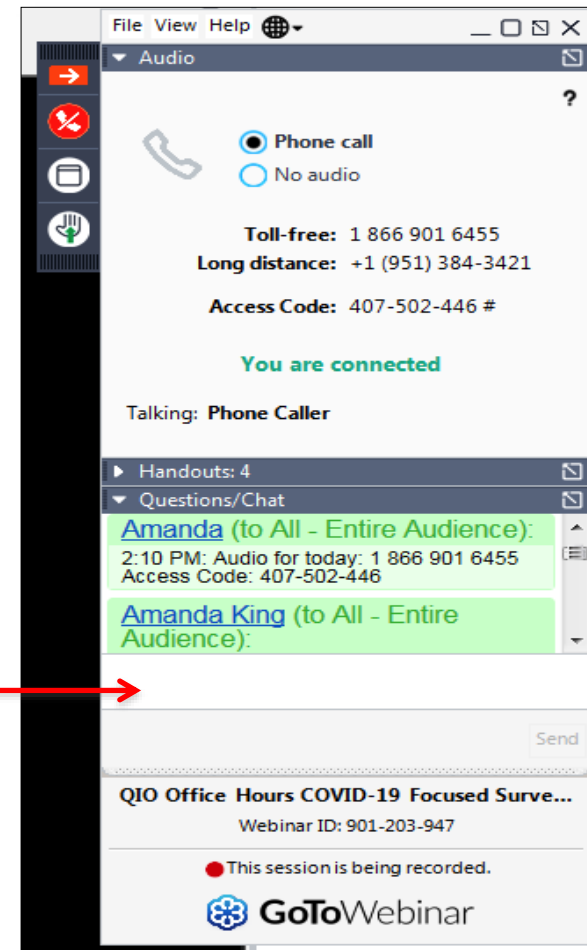 File View Help
Audio
?
Phone call
No audio
Toll-free: 1 866 901 6455
Long distance: +1 (951) 384-3421
Access Code: 407-502-446 #
You are connected
Talking: Phone Caller
Handouts: 4
Questions/Chat
Amanda (to All - Entire Audience):
2:10 PM: Audio for today: 1 866 901 6455
Access Code: 407-502-446
Amanda King (to All - Entire
Audience):
Send
QIO Office Hours COVID-19 Focused Surve...
Webinar ID: 901-203-947
This session is being recorded.
GoToWebinar